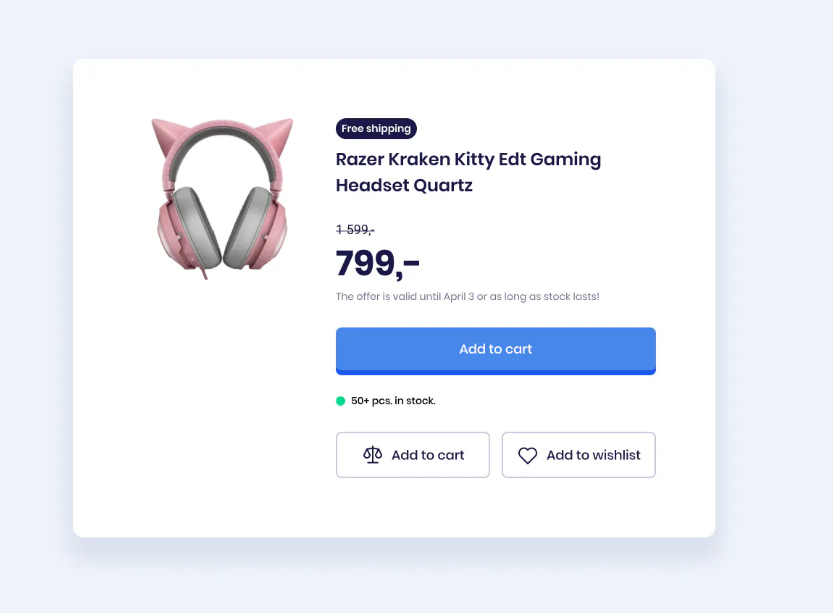 Free shipping
Razer Kraken Kitty Edt Gaming
Headset Quartz
1 599,-
799,-
The offer is valid until April 3 or as long as stock lasts!
Add to cart
50+ pcs. in stock.
Add to cart
Add to wishlist